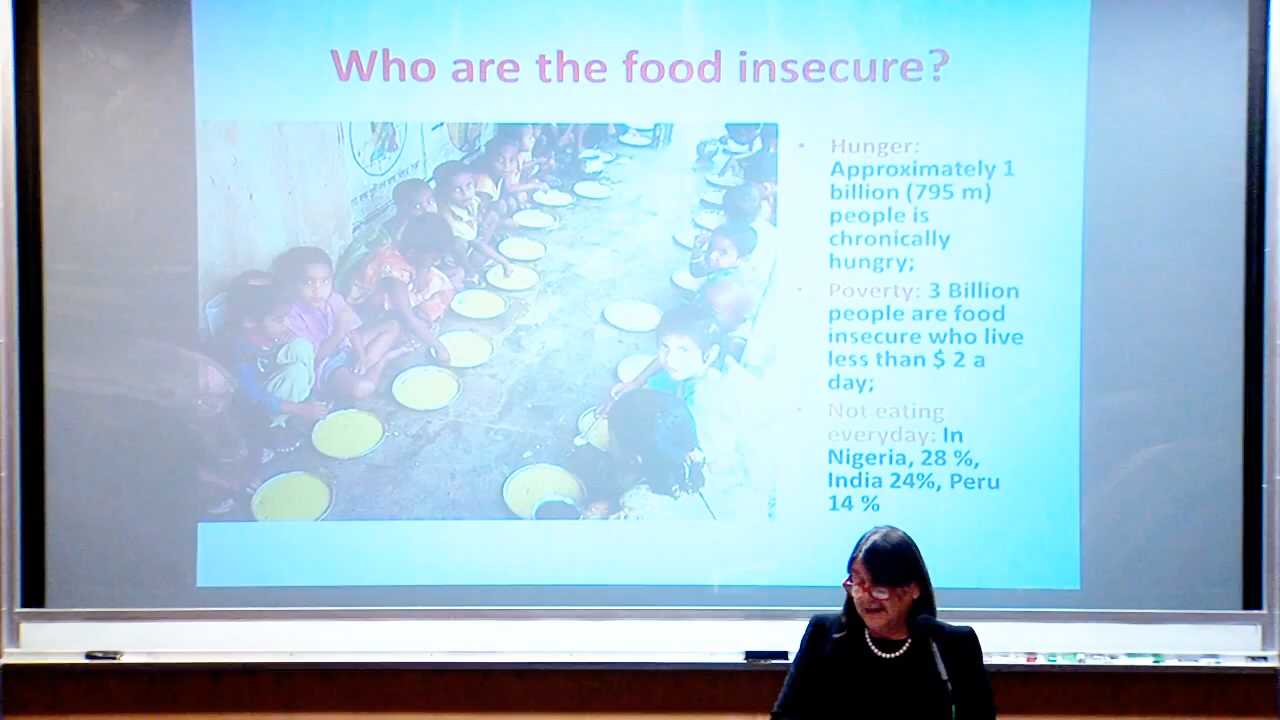 Who are the food insecure?
• Hunger:
Approximately 1
billion (795 m)
people is
chronically
hungry;
• Poverty: 3 Billion
people are food
insecure who live
less than $ 2 a
day;
• Not eating
everyday: In
Nigeria, 28 %,
India 24%, Peru
14 %